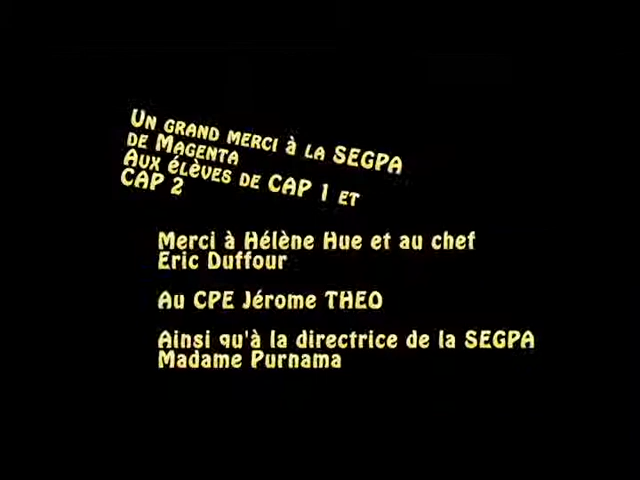 Un grand merci à la SEGPA
de Magenta
Aux élèves de CAP 1 et
CAP 2
Merci à Hélène Hue et au chef
Eric Duffour
Au CPE Jérome THEO
Ainsi qu'à la directrice de la SEGPA
Madame Purnama